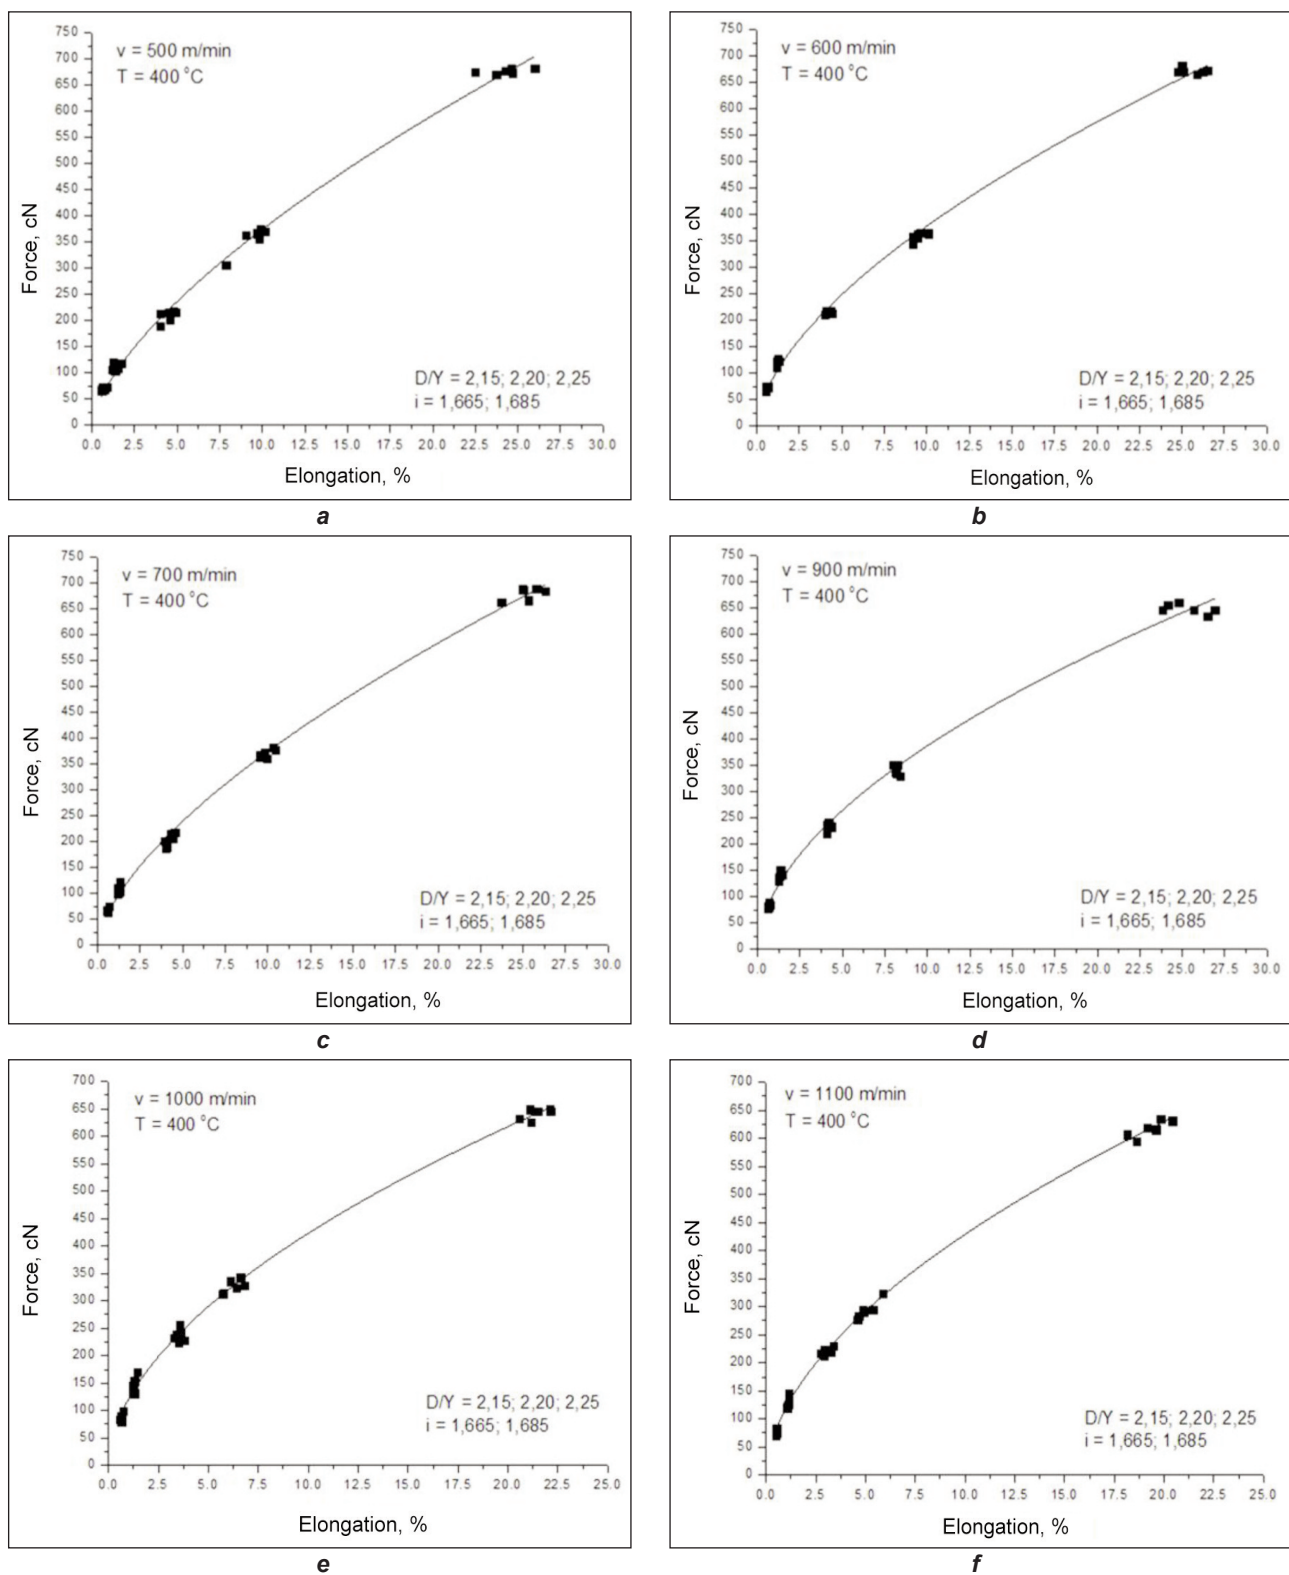 750
700
650
600
550
500
450
400
350
300
250
200
150
100
50
0
v = 500 m/min
T = 400 °C
Force, cN
D/Y = 2,15; 2,20; 2,25
i = 1,665; 1,685
0.0 2.5 5.0 7.5 10.0 12.5 15.0 17.5 20.0 22.5 25.0 27.5 30.0
Elongation, %
a
750
700
650
600
550
500
450
400
350
300
250
200
150
100
50
0
v = 600 m/min
T = 400 °C
Force, cN
D/Y = 2,15; 2,20; 2,25
i = 1,665; 1,685
0.0 2.5 5.0 7.5 10.0 12.5 15.0 17.5 20.0 22.5 25.0 27.5 30.0
Elongation, %
b
750
700
650
600
550
500
450
400
350
300
250
200
150
100
50
0
v = 700 m/min
T = 400 °C
Force, cN
D/Y = 2,15; 2,20; 2,25
i = 1,665; 1,685
0.0 2.5 5.0 7.5 10.0 12.5 15.0 17.5 20.0 22.5 25.0 27.5 30.0
Elongation, %
c
750
700
650
600
550
500
450
400
350
300
250
200
150
100
50
0
v = 900 m/min
T = 400 °C
Force, cN
D/Y = 2,15; 2,20; 2,25
i = 1,665; 1,685
0.0 2.5 5.0 7.5 10.0 12.5 15.0 17.5 20.0 22.5 25.0 27.5 30.0
Elongation, %
d
700
650
600
550
500
450
400
350
300
250
200
150
100
50
0
v = 1000 m/min
T = 400 °C
Force, cN
D/Y = 2,15; 2,20; 2,25
i = 1,665; 1,685
0.0 2.5 5.0 7.5 10.0 12.5 15.0 17.5 20.0 22.5 25.0
Elongation, %
e
700
650
600
550
500
450
400
350
300
250
200
150
100
50
0
v = 1100 m/min
T = 400 °C
Force, cN
D/Y = 2,15; 2,20; 2,25
i = 1,665; 1,685
0.0 2.5 5.0 7.5 10.0 12.5 15.0 17.5 20.0 22.5 25.0
Elongation, %
f